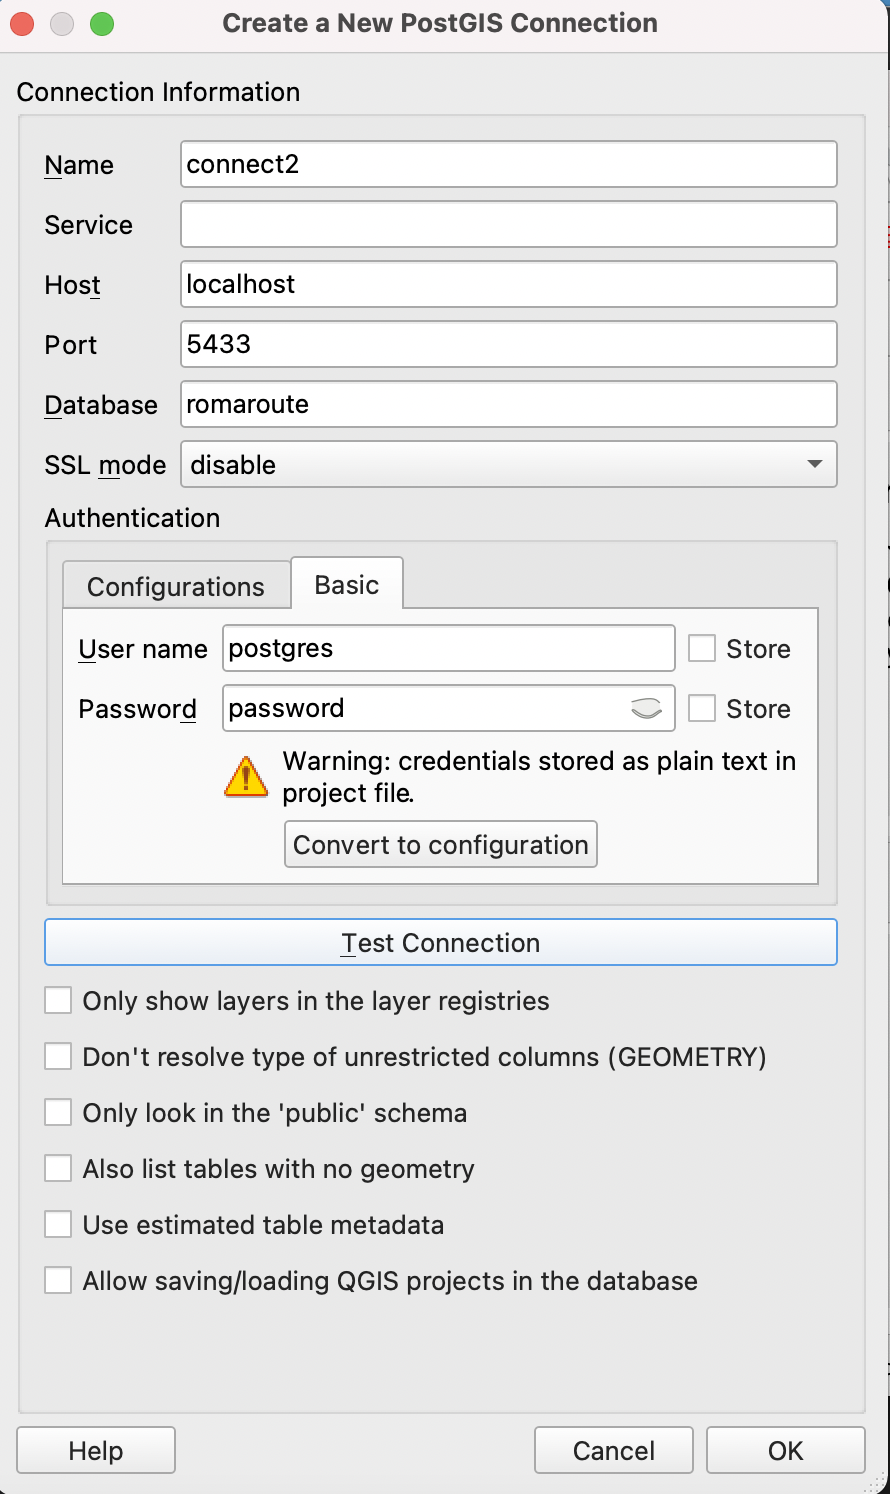 Create a New PostGIS Connection
Connection Information
Name connect2
Service
Host localhost
Port 5433
Database romaroute
SSL mode disable
Authentication
Configurations Basic
User name postgres Store
Password password Store
Warning: credentials stored as plain text in
project file.
Convert to configuration
Test Connection
Only show layers in the layer registries
Don't resolve type of unrestricted columns (GEOMETRY)
Only look in the 'public' schema
Also list tables with no geometry
Use estimated table metadata
Allow saving/loading QGIS projects in the database
Help Cancel OK